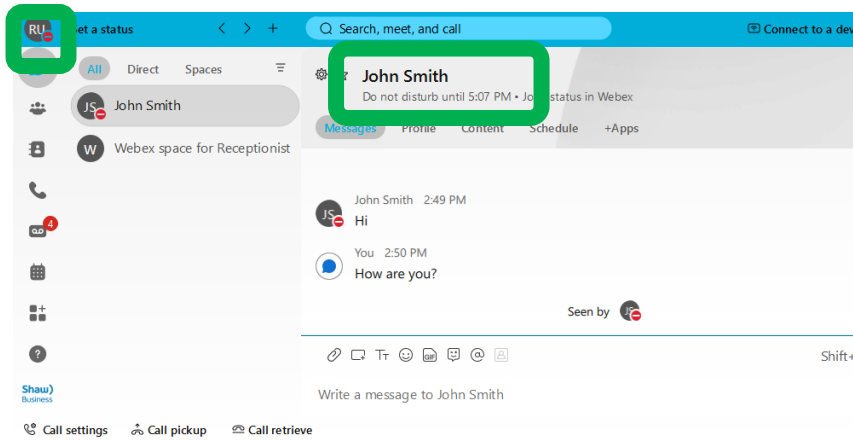 RU
et a status
Search, meet, and call
Connect to a dev
All Direct Spaces
John Smith
Do not disturb until 5:07 PM • Jo status in Webex
JS John Smith
Messages Profile Content Schedule +Apps
W Webex space for Receptionist
John Smith 2:49 PM
JS Hi
4
You 2:50 PM
How are you?
Seen by JS
GIF
Shift+
Shaw)
Business
Write a message to John Smith
Call settings Call pickup Call retrieve